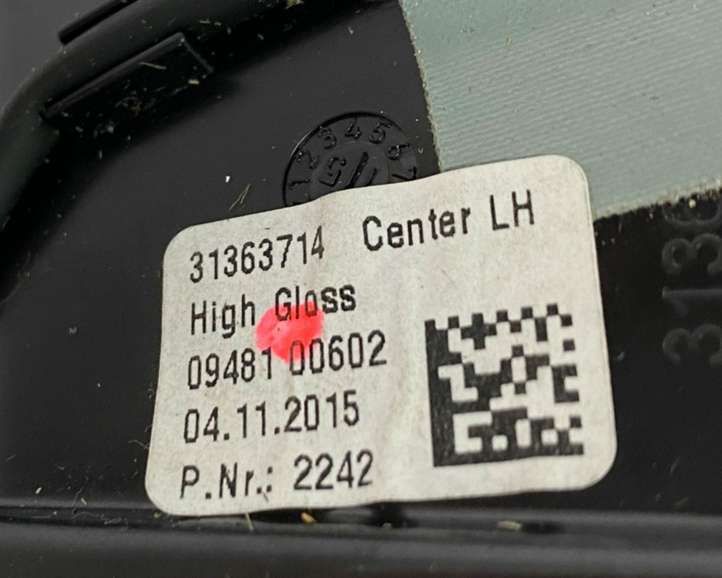 31363714 Center LH
High Gloss
09481 00602
04.11.2015
P.Nr.: 2242